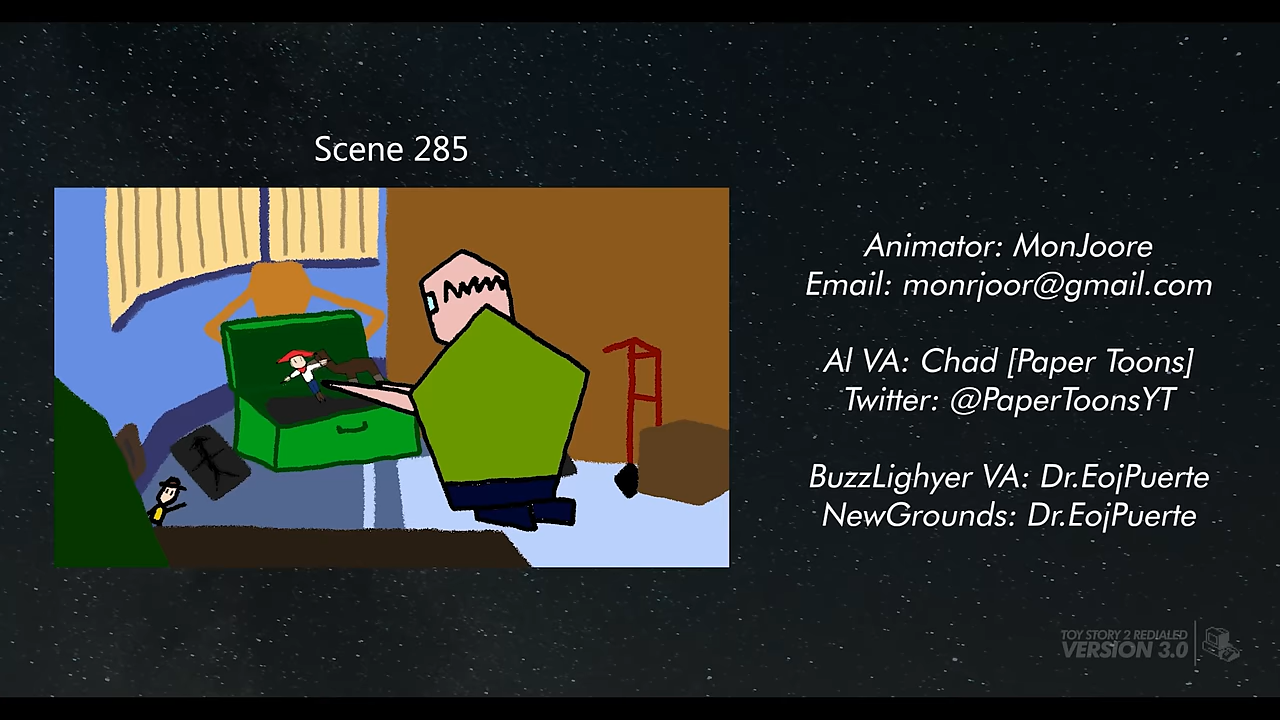 Scene 285
Animator: MonJoore
Email: monrjoor@gmail.com
Al VA: Chad [Paper Toons]
Twitter: @PaperToonsYT
BuzzLighyer VA: Dr.EojPuerte
NewGrounds: Dr.EojPuerte
TOY STORY 2 REDIALED
VERSION 3.0